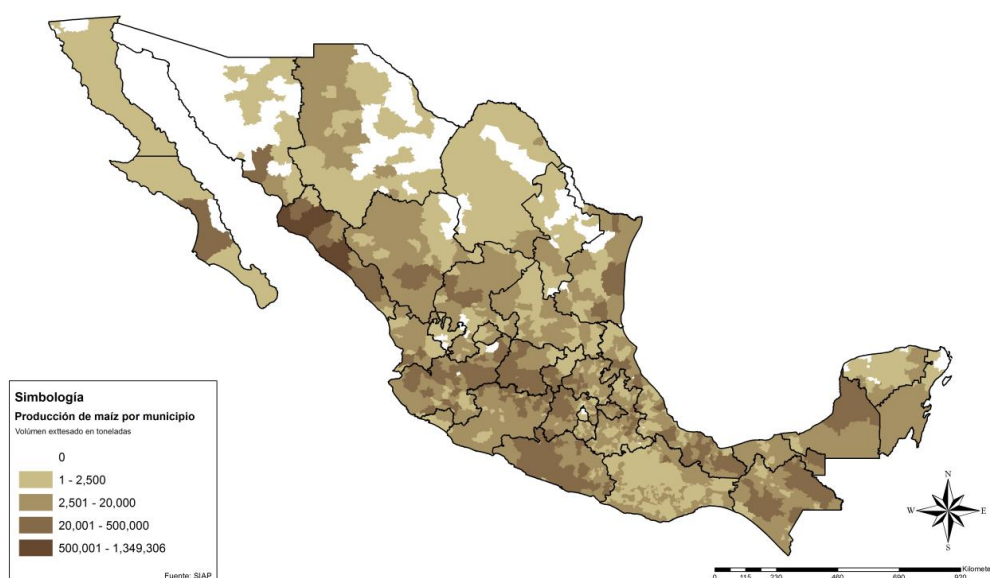 Simbología
Producción de maíz por municipio
Volúmen exttesado en toneladas
0
1 - 2,500
2,501 - 20,000
20,001 - 500,000
500,001 - 1,349,306
Fuente: SIAP
N
W E
S
Kilomete
0 115 230 460 690 920